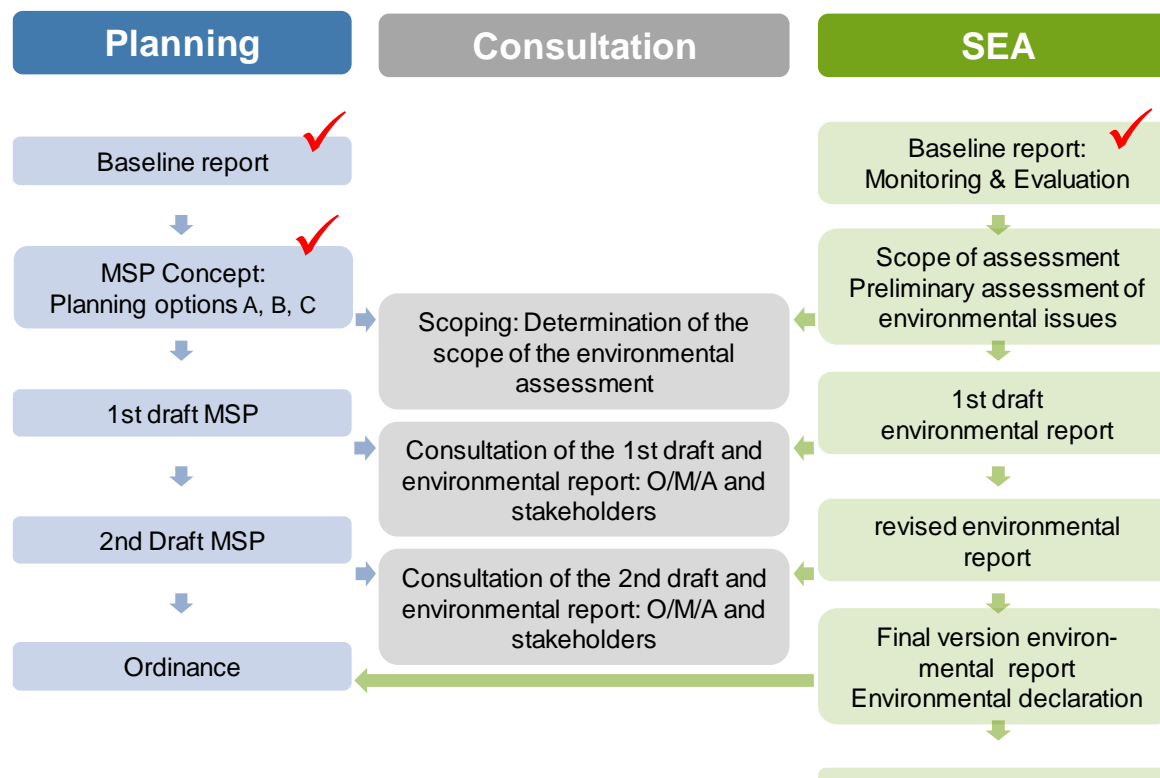 Planning
Consultation
SEA
Baseline report
MSP Concept:
Planning options A, B, C
1st draft MSP
2nd Draft MSP
Ordinance
Scoping: Determination of the
scope of the environmental
assessment
Consultation of the 1st draft and
environmental report: O/M/A and
stakeholders
Consultation of the 2nd draft and
environmental report: O/M/A and
stakeholders
Baseline report:
Monitoring & Evaluation
Scope of assessment
Preliminary assessment of
environmental issues
1st draft
environmental report
revised environmental
report
Final version environ-
mental report
Environmental declaration